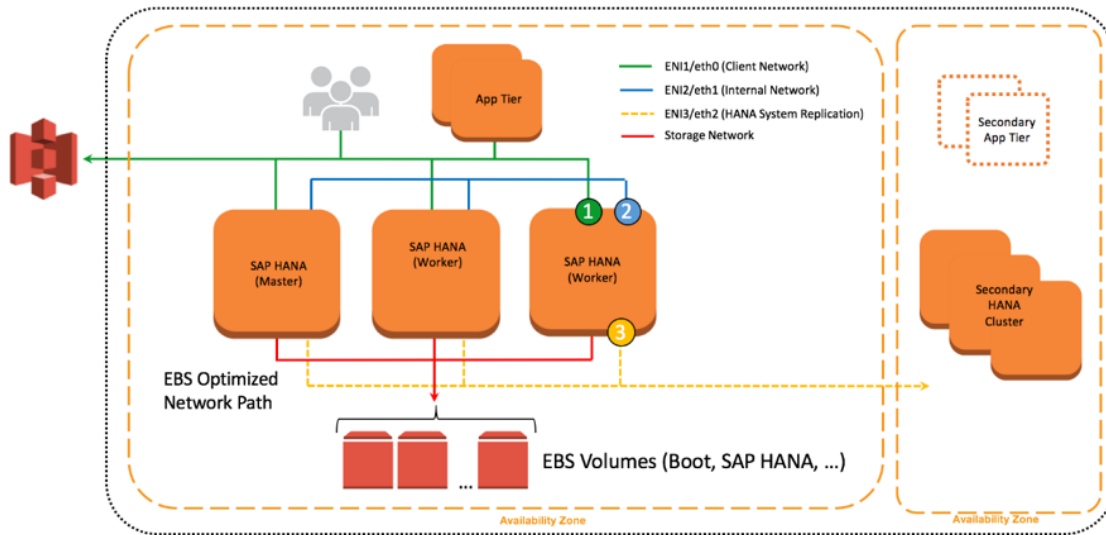 ENI1/eth0 (Client Network)
ENI2/eth1 (Internal Network)
ENI3/eth2 (HANA System Replication)
Storage Network
App Tier
Secondary
App Tier
1
2
SAP HANA
(Master)
SAP HANA
(Worker)
SAP HANA
(Worker)
3
Secondary
HANA
Cluster
EBS Optimized
Network Path
...
EBS Volumes (Boot, SAP HANA, ...)
Availability Zone
Availability Zone